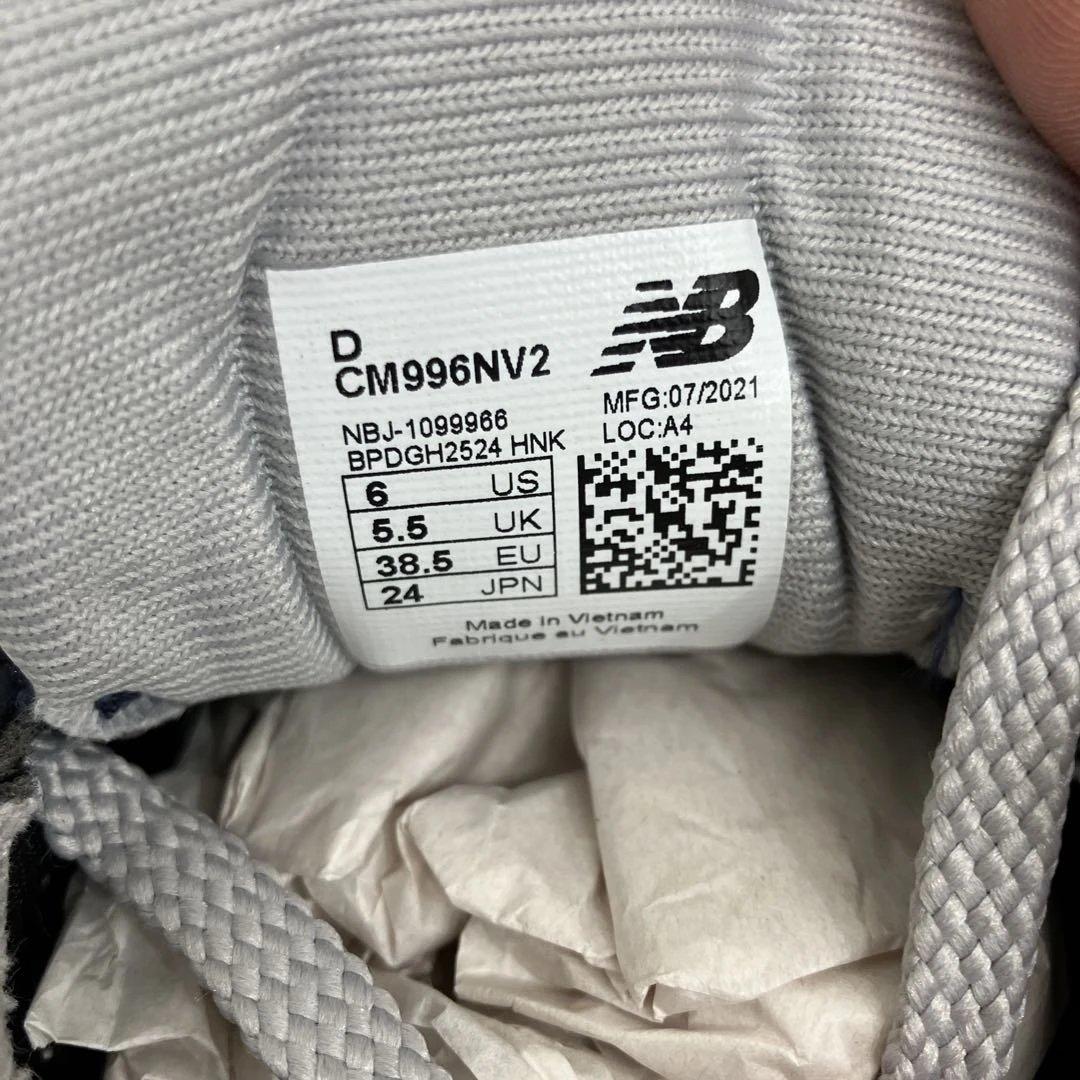 D
CM996NV2
NB
NBJ-1099966
BPDGH2524 HNK
MFG:07/2021
LOC:A4
6 US
5.5 UK
38.5 EU
24 JPN
Made in Vietnam
Fabrique au Vietnam